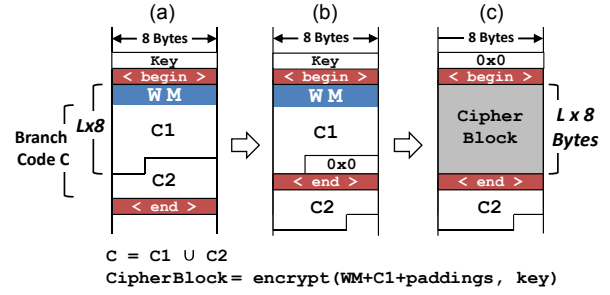 (a)
(b)
(c)
8 Bytes
8 Bytes
8 Bytes
Key
Key
0x0
< begin >
< begin >
< begin >
WM
WM
Lx8
C1
C1
Cipher
Block
L x 8
Bytes
Branch
Code C
0x0
C2
< end >
< end >
< end >
C2
C2
C = C1 ∪ C2
CipherBlock = encrypt(WM+C1+paddings, key)